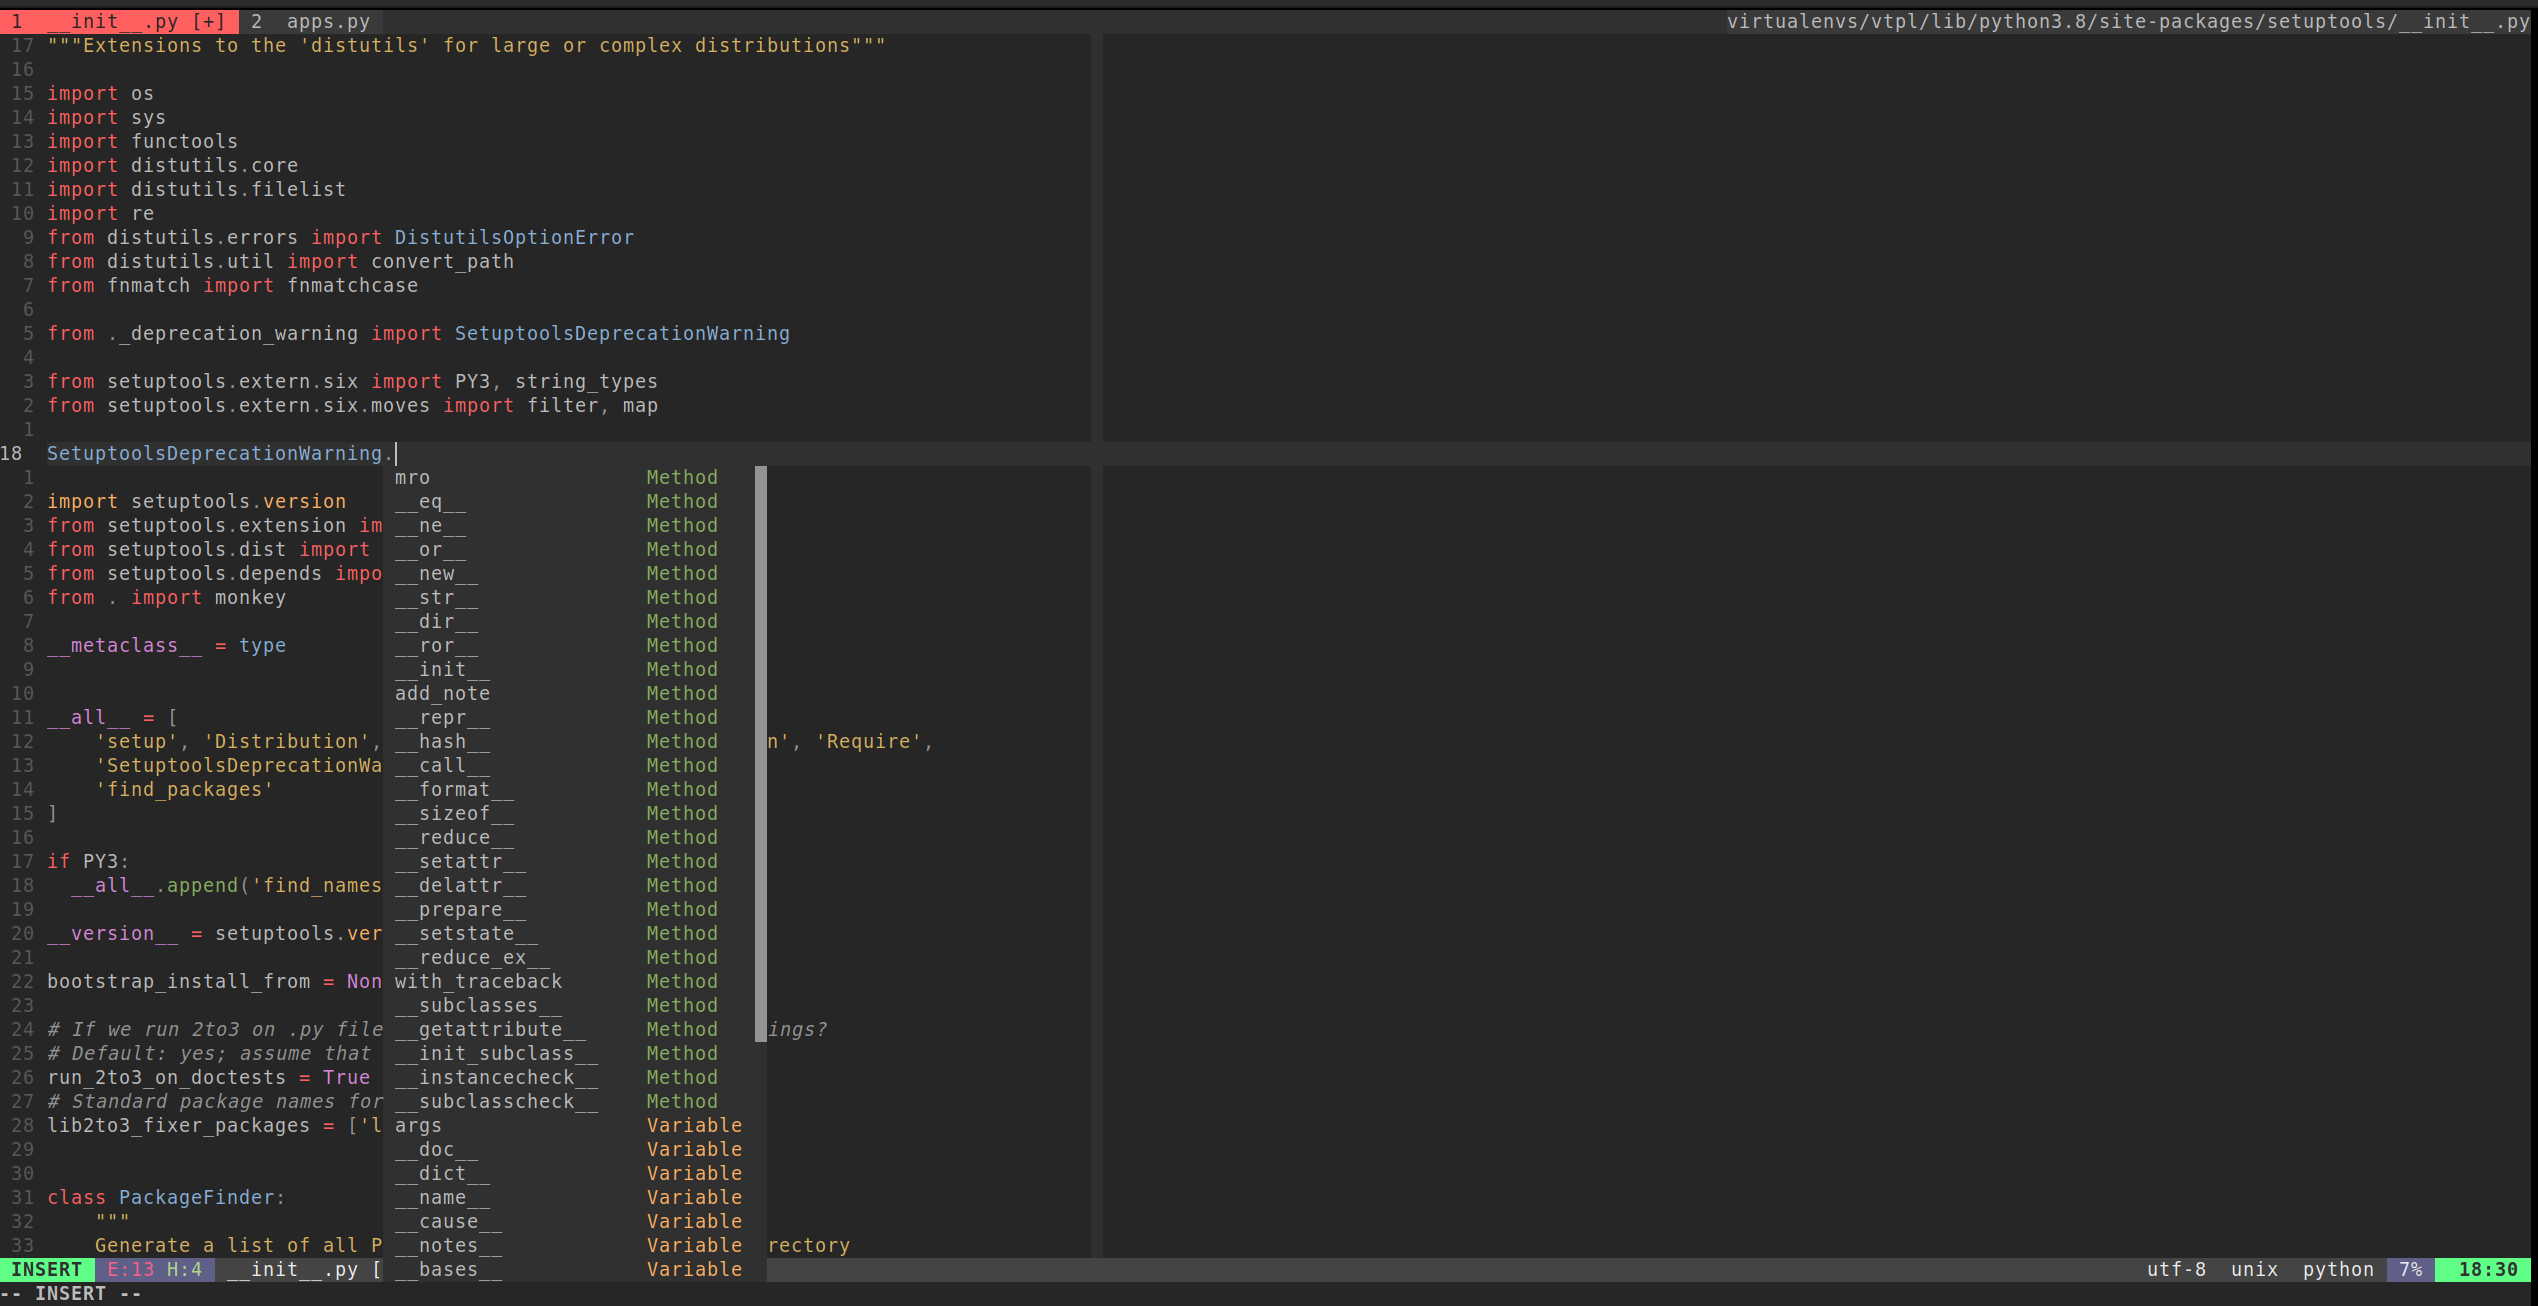 1  __init__.py [+]  2  apps.py  virtualenvs/vtpl/lib/python3.8/site-packages/setuptools/__init__.py
17 """Extensions to the 'distutils' for large or complex distributions"""
16
15 import os
14 import sys
13 import functools
12 import distutils.core
11 import distutils.filelist
10 import re
9 from distutils.errors import DistutilsOptionError
8 from distutils.util import convert_path
7 from fnmatch import fnmatchcase
6
5 from ._deprecation_warning import SetuptoolsDeprecationWarning
4
3 from setuptools.extern.six import PY3, string_types
2 from setuptools.extern.six.moves import filter, map
1
18 SetuptoolsDeprecationWarning.
1 mro Method
2 import setuptools.version __eq__ Method
3 from setuptools.extension im __ne__ Method
4 from setuptools.dist import __or__ Method
5 from setuptools.depends impo __new__ Method
6 from . import monkey __str__ Method
7 __dir__ Method
8 __metaclass__ = type __ror__ Method
9 __init__ Method
10 add_note Method
11 __all__ = [ __repr__ Method
12     'setup', 'Distribution', __hash__ Method n', 'Require',
13     'SetuptoolsDeprecationWa __call__ Method
14     'find_packages' __format__ Method
15 ] __sizeof__ Method
16 __reduce__ Method
17 if PY3: __setattr__ Method
18   __all__.append('find_names __delattr__ Method
19 __prepare__ Method
20 __version__ = setuptools.ver __setstate__ Method
21 __reduce_ex__ Method
22 bootstrap_install_from = Non with_traceback Method
23 __subclasses__ Method
24 # If we run 2to3 on .py file __getattribute__ Method ings?
25 # Default: yes; assume that __init_subclass__ Method
26 run_2to3_on_doctests = True __instancecheck__ Method
27 # Standard package names for __subclasscheck__ Method
28 lib2to3_fixer_packages = ['l args Variable
29 __doc__ Variable
30 __dict__ Variable
31 class PackageFinder: __name__ Variable
32     """ __cause__ Variable
33     Generate a list of all P __notes__ Variable rectory
INSERT E:13 H:4 __init__.py [ __bases__ Variable utf-8 unix python 7% 18:30
-- INSERT --